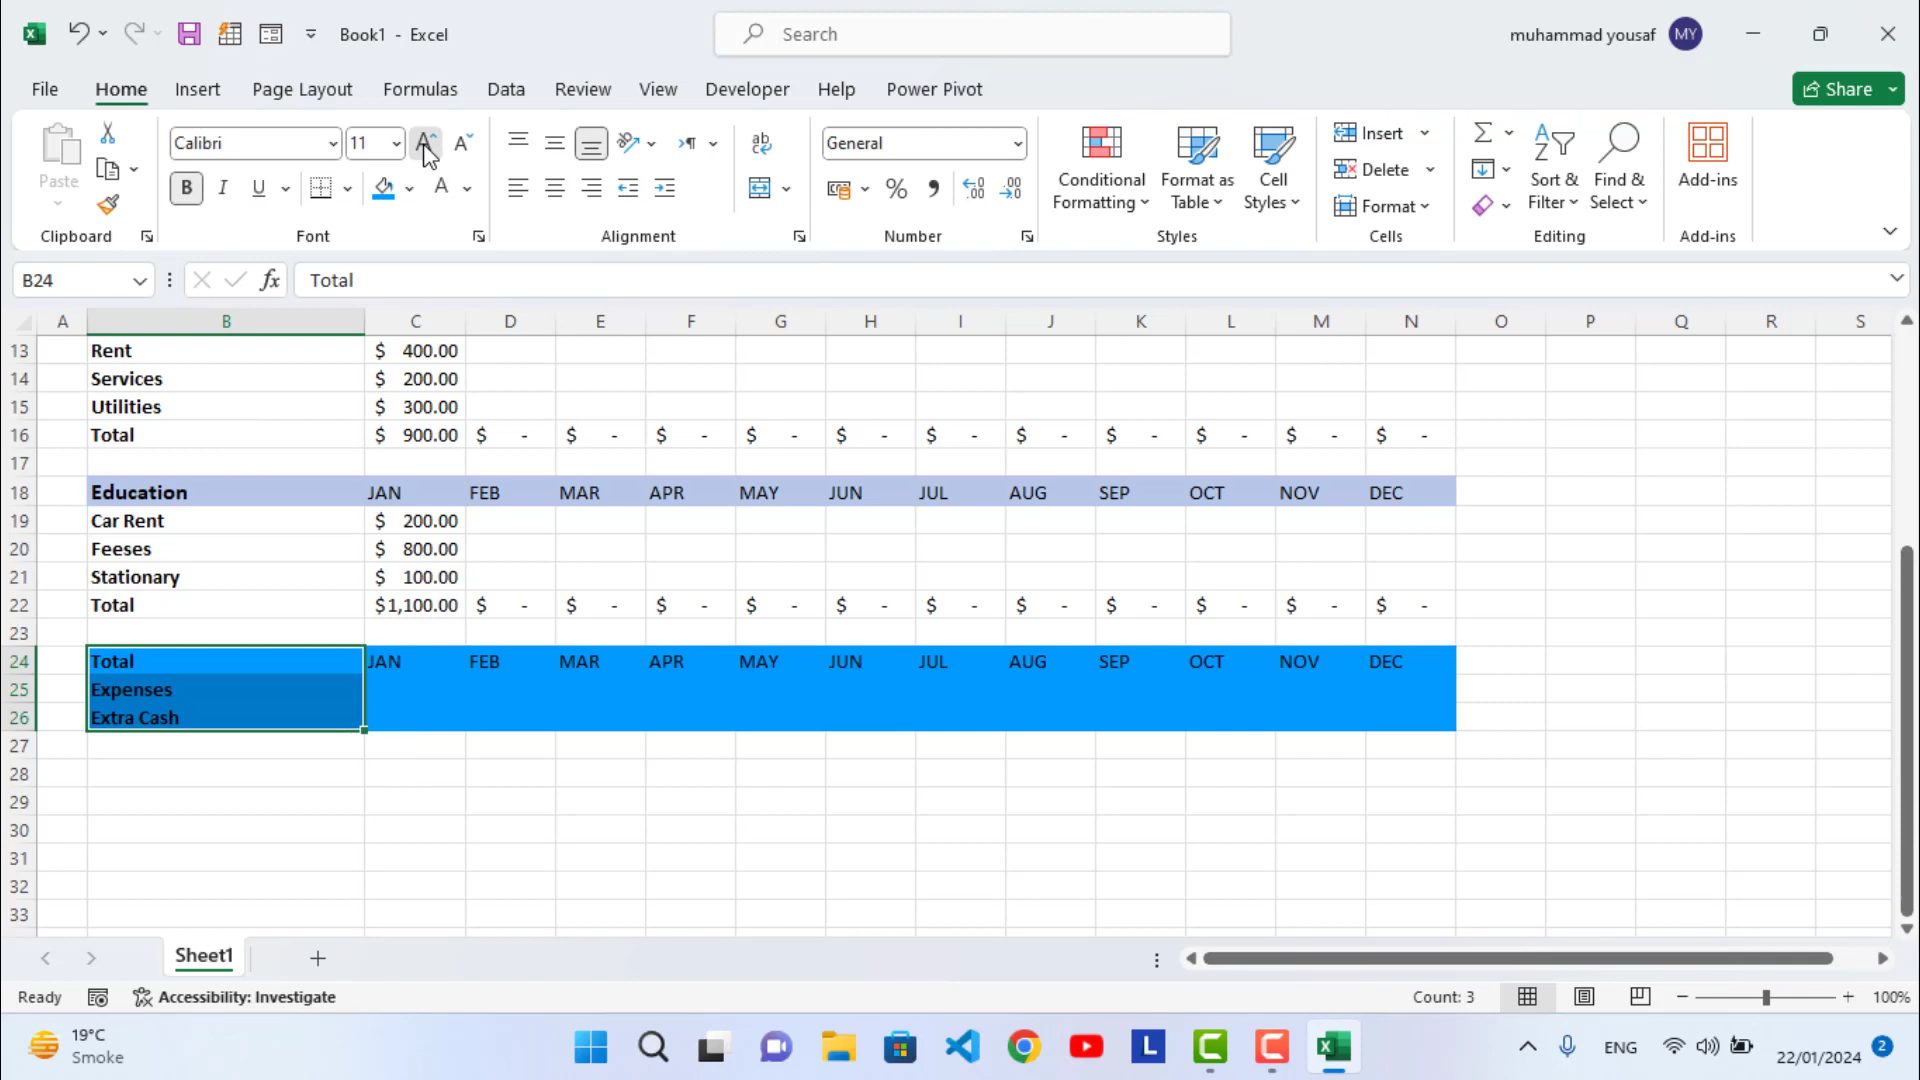 Book1 - Excel
Search
muhammad yousaf MY
File Home Insert Page Layout Formulas Data Review View Developer Help Power Pivot Share
Calibri 11 General
Paste
B I U
Conditional Formatting
Format as Table
Cell Styles
Insert
Delete
Format
Sort & Filter
Find & Select
Add-ins
Clipboard Font Alignment Number Styles Cells Editing Add-ins
B24 fx Total
A B C D E F G H I J K L M N O P Q R S
13 Rent $ 400.00
14 Services $ 200.00
15 Utilities $ 300.00
16 Total $ 900.00 $ - $ - $ - $ - $ - $ - $ - $ - $ - $ - $ -
17
18 Education JAN FEB MAR APR MAY JUN JUL AUG SEP OCT NOV DEC
19 Car Rent $ 200.00
20 Feeses $ 800.00
21 Stationary $ 100.00
22 Total $1,100.00 $ - $ - $ - $ - $ - $ - $ - $ - $ - $ - $ -
23
24 Total JAN FEB MAR APR MAY JUN JUL AUG SEP OCT NOV DEC
25 Expenses
26 Extra Cash
27
28
29
30
31
32
33
Sheet1
Ready Accessibility: Investigate Count: 3 100%
19°C
Smoke
ENG
22/01/2024 2